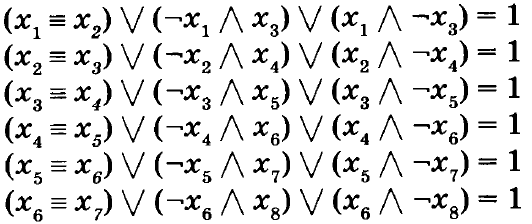 (x₁ ≡ x₂) ⋁ (¬x₁ ⋀ x₃) ⋁ (x₁ ⋀ ¬x₃) = 1
(x₂ ≡ x₃) ⋁ (¬x₂ ⋀ x₄) ⋁ (x₂ ⋀ ¬x₄) = 1
(x₃ ≡ x₄) ⋁ (¬x₃ ⋀ x₅) ⋁ (x₃ ⋀ ¬x₅) = 1
(x₄ ≡ x₅) ⋁ (¬x₄ ⋀ x₆) ⋁ (x₄ ⋀ ¬x₆) = 1
(x₅ ≡ x₆) ⋁ (¬x₅ ⋀ x₇) ⋁ (x₅ ⋀ ¬x₇) = 1
(x₆ ≡ x₇) ⋁ (¬x₆ ⋀ x₈) ⋁ (x₆ ⋀ ¬x₈) = 1